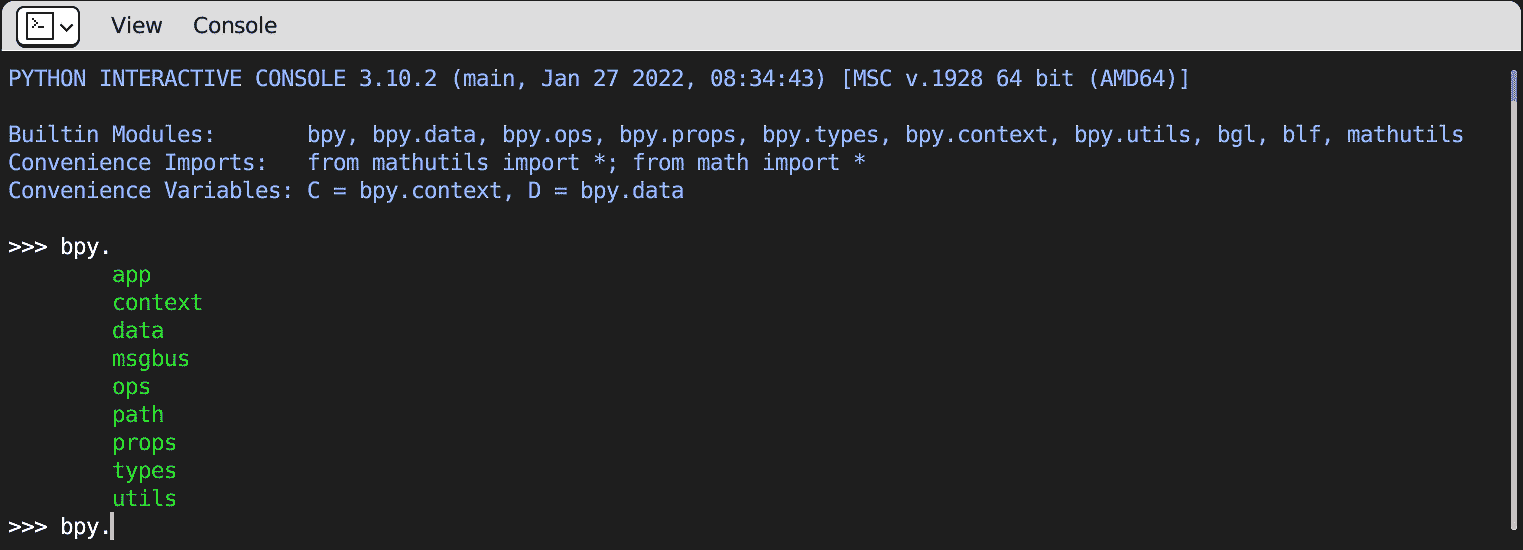 >_ View Console
PYTHON INTERACTIVE CONSOLE 3.10.2 (main, Jan 27 2022, 08:34:43) [MSC v.1928 64 bit (AMD64)]
Builtin Modules:       bpy, bpy.data, bpy.ops, bpy.props, bpy.types, bpy.context, bpy.utils, bgl, blf, mathutils
Convenience Imports:   from mathutils import *; from math import *
Convenience Variables: C = bpy.context, D = bpy.data
>>> bpy.
app
context
data
msgbus
ops
path
props
types
utils
>>> bpy.